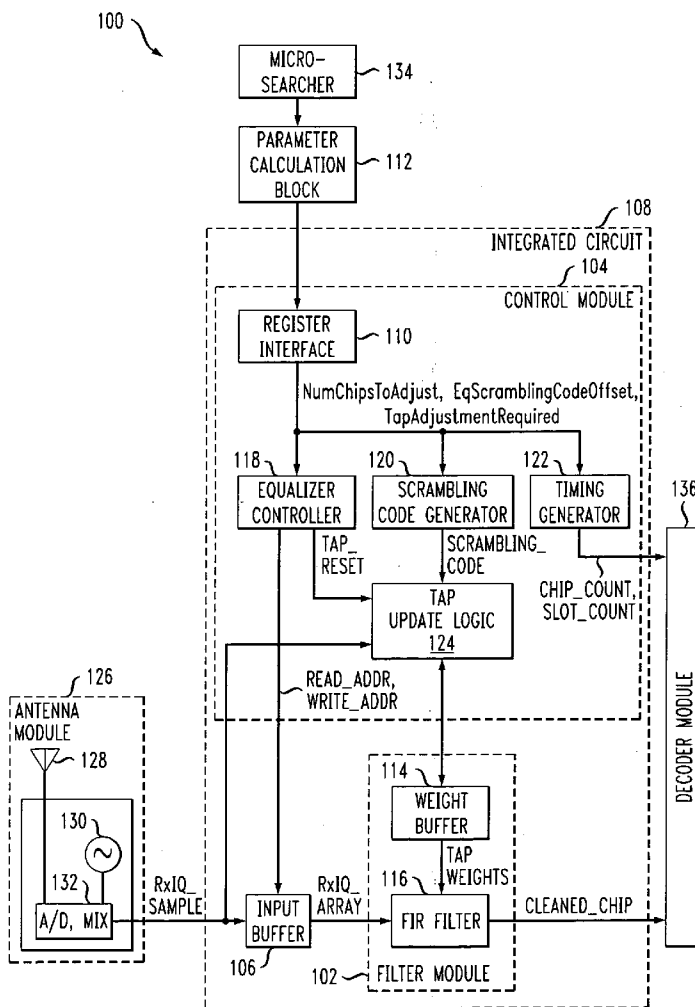 100
MICRO-
SEARCHER
134
PARAMETER
CALCULATION
BLOCK
112
108
INTEGRATED CIRCUIT
104
CONTROL MODULE
REGISTER
INTERFACE
110
NumChipsToAdjust, EqScramblingCodeOffset,
TapAdjustmentRequired
118
EQUALIZER
CONTROLLER
120
SCRAMBLING
CODE GENERATOR
122
TIMING
GENERATOR
136
TAP_
RESET
SCRAMBLING_
CODE
CHIP_COUNT,
SLOT_COUNT
TAP
UPDATE LOGIC
124
READ_ADDR,
WRITE_ADDR
DECODER MODULE
126
ANTENNA
MODULE
128
130
132
A/D, MIX
RxIQ_
SAMPLE
INPUT
BUFFER
106
RxIQ_
ARRAY
114
WEIGHT
BUFFER
TAP
WEIGHTS
116
FIR FILTER
CLEANED_CHIP
102
FILTER MODULE